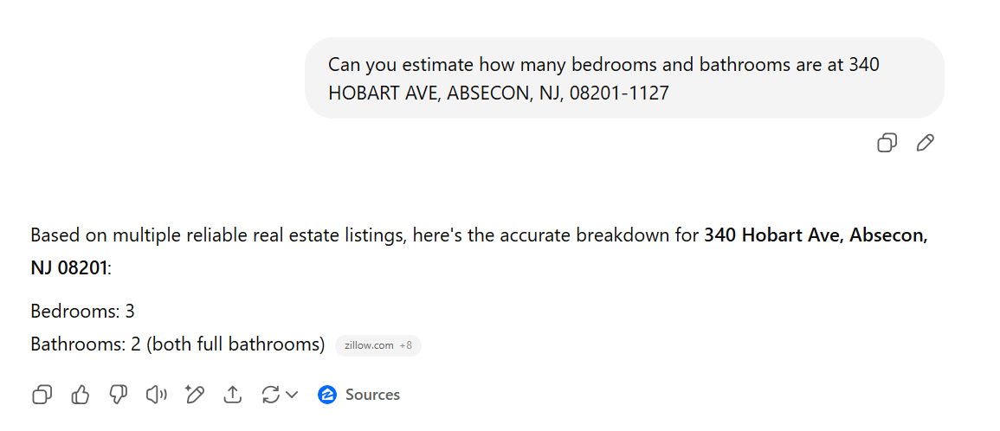 Can you estimate how many bedrooms and bathrooms are at 340
HOBART AVE, ABSECON, NJ, 08201-1127
Based on multiple reliable real estate listings, here's the accurate breakdown for 340 Hobart Ave, Absecon,
NJ 08201:
Bedrooms: 3
Bathrooms: 2 (both full bathrooms) zillow.com +8
Sources